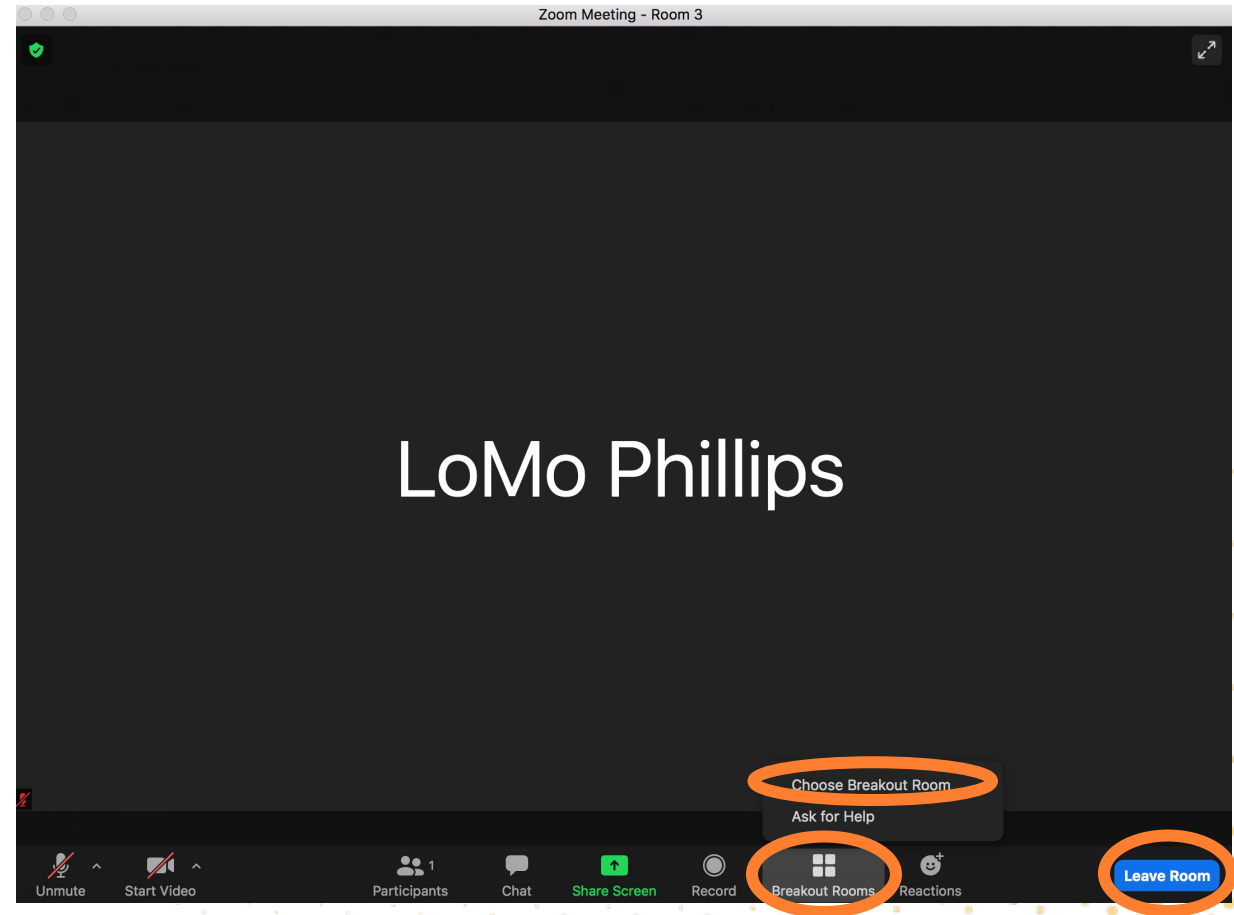 Zoom Meeting - Room 3
LoMo Phillips
Choose Breakout Room
Ask for Help
1
Unmute
Start Video
Participants
Chat
Share Screen
Record
Breakout Rooms
Reactions
Leave Room